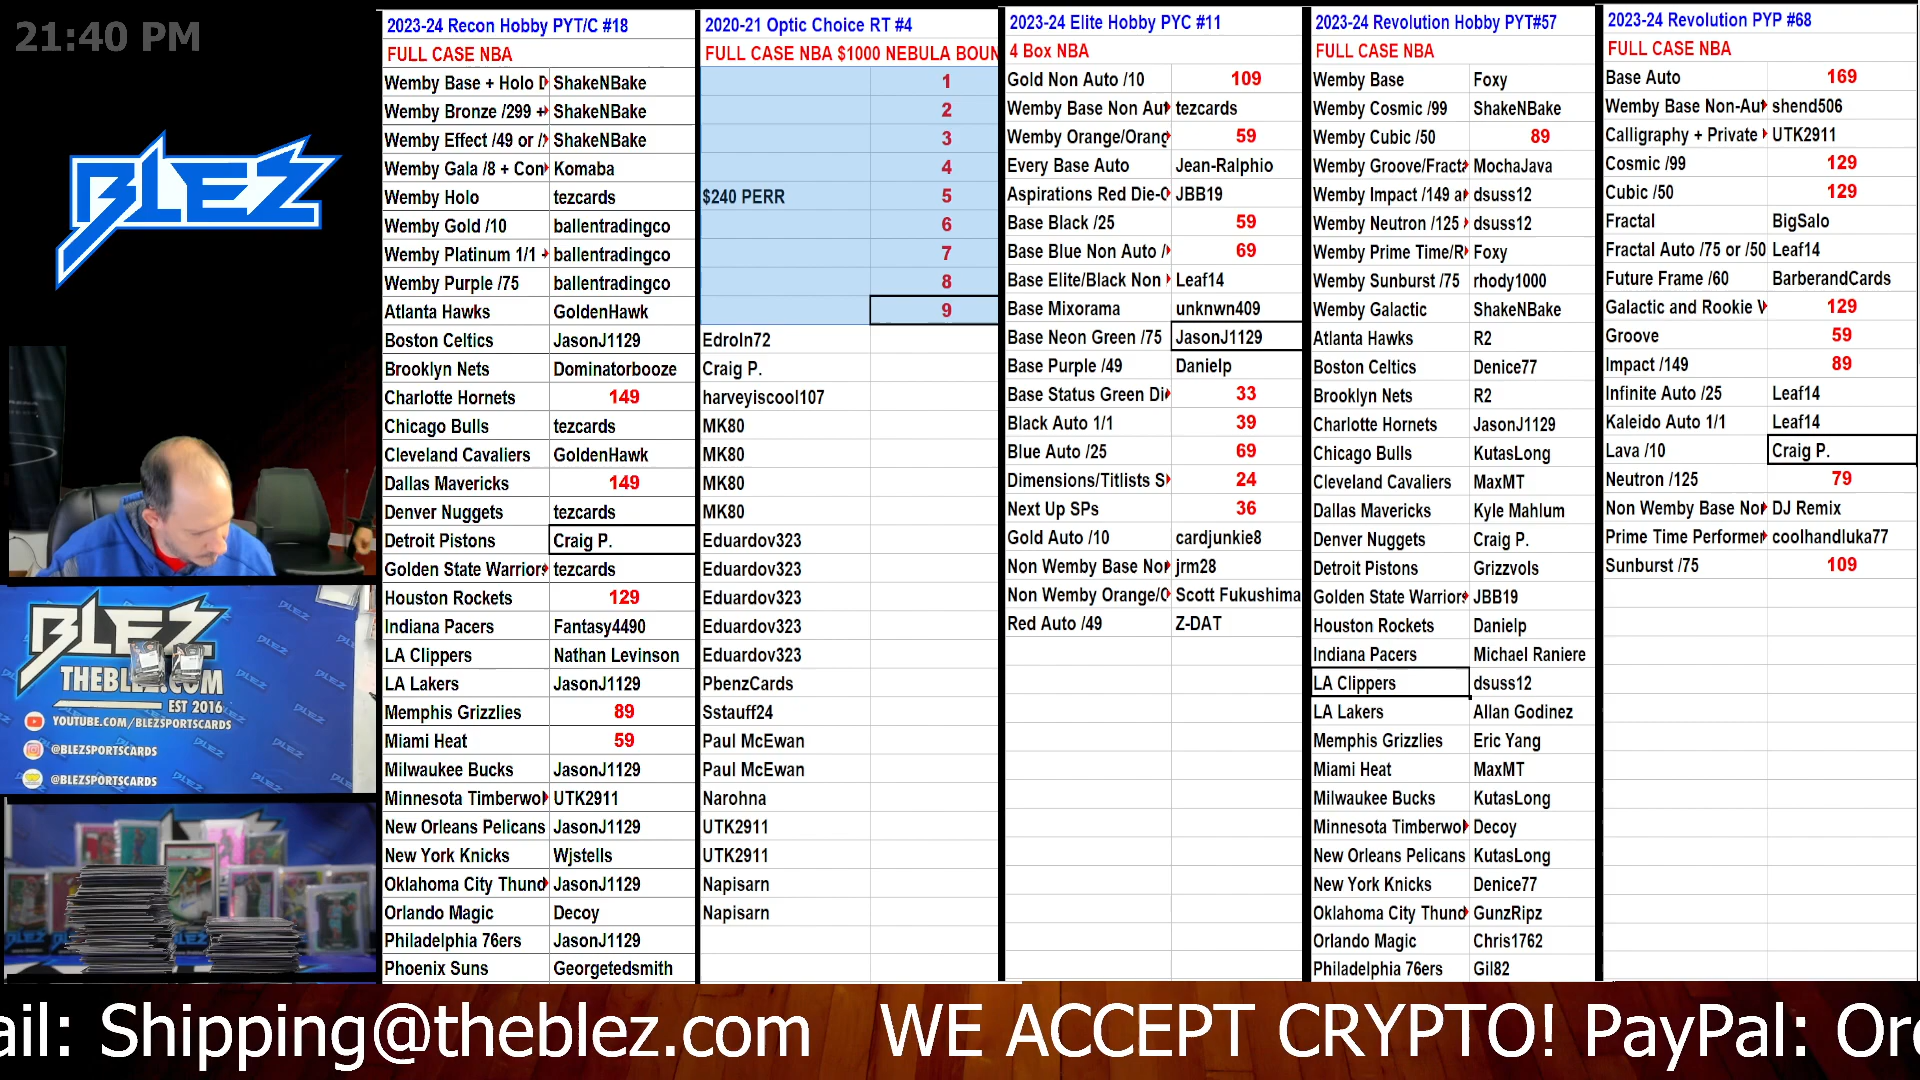 21:40 PM
BLEZ
BLEZ
THEBLEZ.COM
EST 2016
YOUTUBE.COM/BLEZSPORTSCARDS
@BLEZSPORTSCARDS
@BLEZSPORTSCARDS
2023-24 Recon Hobby PYT/C #18
FULL CASE NBA
Wemby Base + Holo D ShakeNBake
Wemby Bronze /299 + ShakeNBake
Wemby Effect /49 or / ShakeNBake
Wemby Gala /8 + Con Komaba
Wemby Holo tezcards
Wemby Gold /10 ballentradingco
Wemby Platinum 1/1 + ballentradingco
Wemby Purple /75 ballentradingco
Atlanta Hawks GoldenHawk
Boston Celtics JasonJ1129
Brooklyn Nets Dominatorbooze
Charlotte Hornets 149
Chicago Bulls tezcards
Cleveland Cavaliers GoldenHawk
Dallas Mavericks 149
Denver Nuggets tezcards
Detroit Pistons Craig P.
Golden State Warriors tezcards
Houston Rockets 129
Indiana Pacers Fantasy4490
LA Clippers Nathan Levinson
LA Lakers JasonJ1129
Memphis Grizzlies 89
Miami Heat 59
Milwaukee Bucks JasonJ1129
Minnesota Timberwol UTK2911
New Orleans Pelicans JasonJ1129
New York Knicks Wjstells
Oklahoma City Thund JasonJ1129
Orlando Magic Decoy
Philadelphia 76ers JasonJ1129
Phoenix Suns Georgetedsmith
2020-21 Optic Choice RT #4
FULL CASE NBA $1000 NEBULA BOUN
1
2
3
4
$240 PERR 5
6
7
8
9
Edroln72
Craig P.
harveyiscool107
MK80
MK80
MK80
MK80
Eduardov323
Eduardov323
Eduardov323
Eduardov323
Eduardov323
PbenzCards
Sstauff24
Paul McEwan
Paul McEwan
Narohna
UTK2911
UTK2911
Napisarn
Napisarn
2023-24 Elite Hobby PYC #11
4 Box NBA
Gold Non Auto /10 109
Wemby Base Non Aut tezcards
Wemby Orange/Orang 59
Every Base Auto Jean-Ralphio
Aspirations Red Die-C JBB19
Base Black /25 59
Base Blue Non Auto / 69
Base Elite/Black Non Leaf14
Base Mixorama unknwn409
Base Neon Green /75 JasonJ1129
Base Purple /49 Danielp
Base Status Green Di 33
Black Auto 1/1 39
Blue Auto /25 69
Dimensions/Titlists S 24
Next Up SPs 36
Gold Auto /10 cardjunkie8
Non Wemby Base Non jrm28
Non Wemby Orange/O Scott Fukushima
Red Auto /49 Z-DAT
2023-24 Revolution Hobby PYT#57
FULL CASE NBA
Wemby Base Foxy
Wemby Cosmic /99 ShakeNBake
Wemby Cubic /50 89
Wemby Groove/Fracta MochaJava
Wemby Impact /149 a dsuss12
Wemby Neutron /125 dsuss12
Wemby Prime Time/R Foxy
Wemby Sunburst /75 rhody1000
Wemby Galactic ShakeNBake
Atlanta Hawks R2
Boston Celtics Denice77
Brooklyn Nets R2
Charlotte Hornets JasonJ1129
Chicago Bulls KutasLong
Cleveland Cavaliers MaxMT
Dallas Mavericks Kyle Mahlum
Denver Nuggets Craig P.
Detroit Pistons Grizzvols
Golden State Warriors JBB19
Houston Rockets Danielp
Indiana Pacers Michael Raniere
LA Clippers dsuss12
LA Lakers Allan Godinez
Memphis Grizzlies Eric Yang
Miami Heat MaxMT
Milwaukee Bucks KutasLong
Minnesota Timberwol Decoy
New Orleans Pelicans KutasLong
New York Knicks Denice77
Oklahoma City Thund GunzRipz
Orlando Magic Chris1762
Philadelphia 76ers Gil82
2023-24 Revolution PYP #68
FULL CASE NBA
Base Auto 169
Wemby Base Non-Aut shend506
Calligraphy + Private UTK2911
Cosmic /99 129
Cubic /50 129
Fractal BigSalo
Fractal Auto /75 or /50 Leaf14
Future Frame /60 BarberandCards
Galactic and Rookie V 129
Groove 59
Impact /149 89
Infinite Auto /25 Leaf14
Kaleido Auto 1/1 Leaf14
Lava /10 Craig P.
Neutron /125 79
Non Wemby Base Non DJ Remix
Prime Time Performer coolhandluka77
Sunburst /75 109
ail: Shipping@theblez.com WE ACCEPT CRYPTO! PayPal: Ord